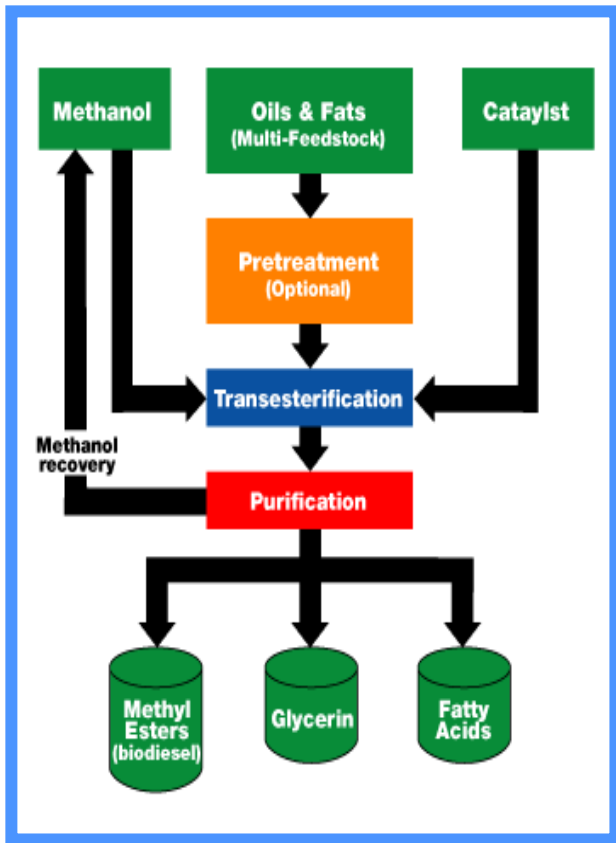 Methanol
Oils & Fats
(Multi-Feedstock)
Cataylst
Pretreatment
(Optional)
Transesterification
Methanol
recovery
Purification
Methyl
Esters
(biodiesel)
Glycerin
Fatty
Acids